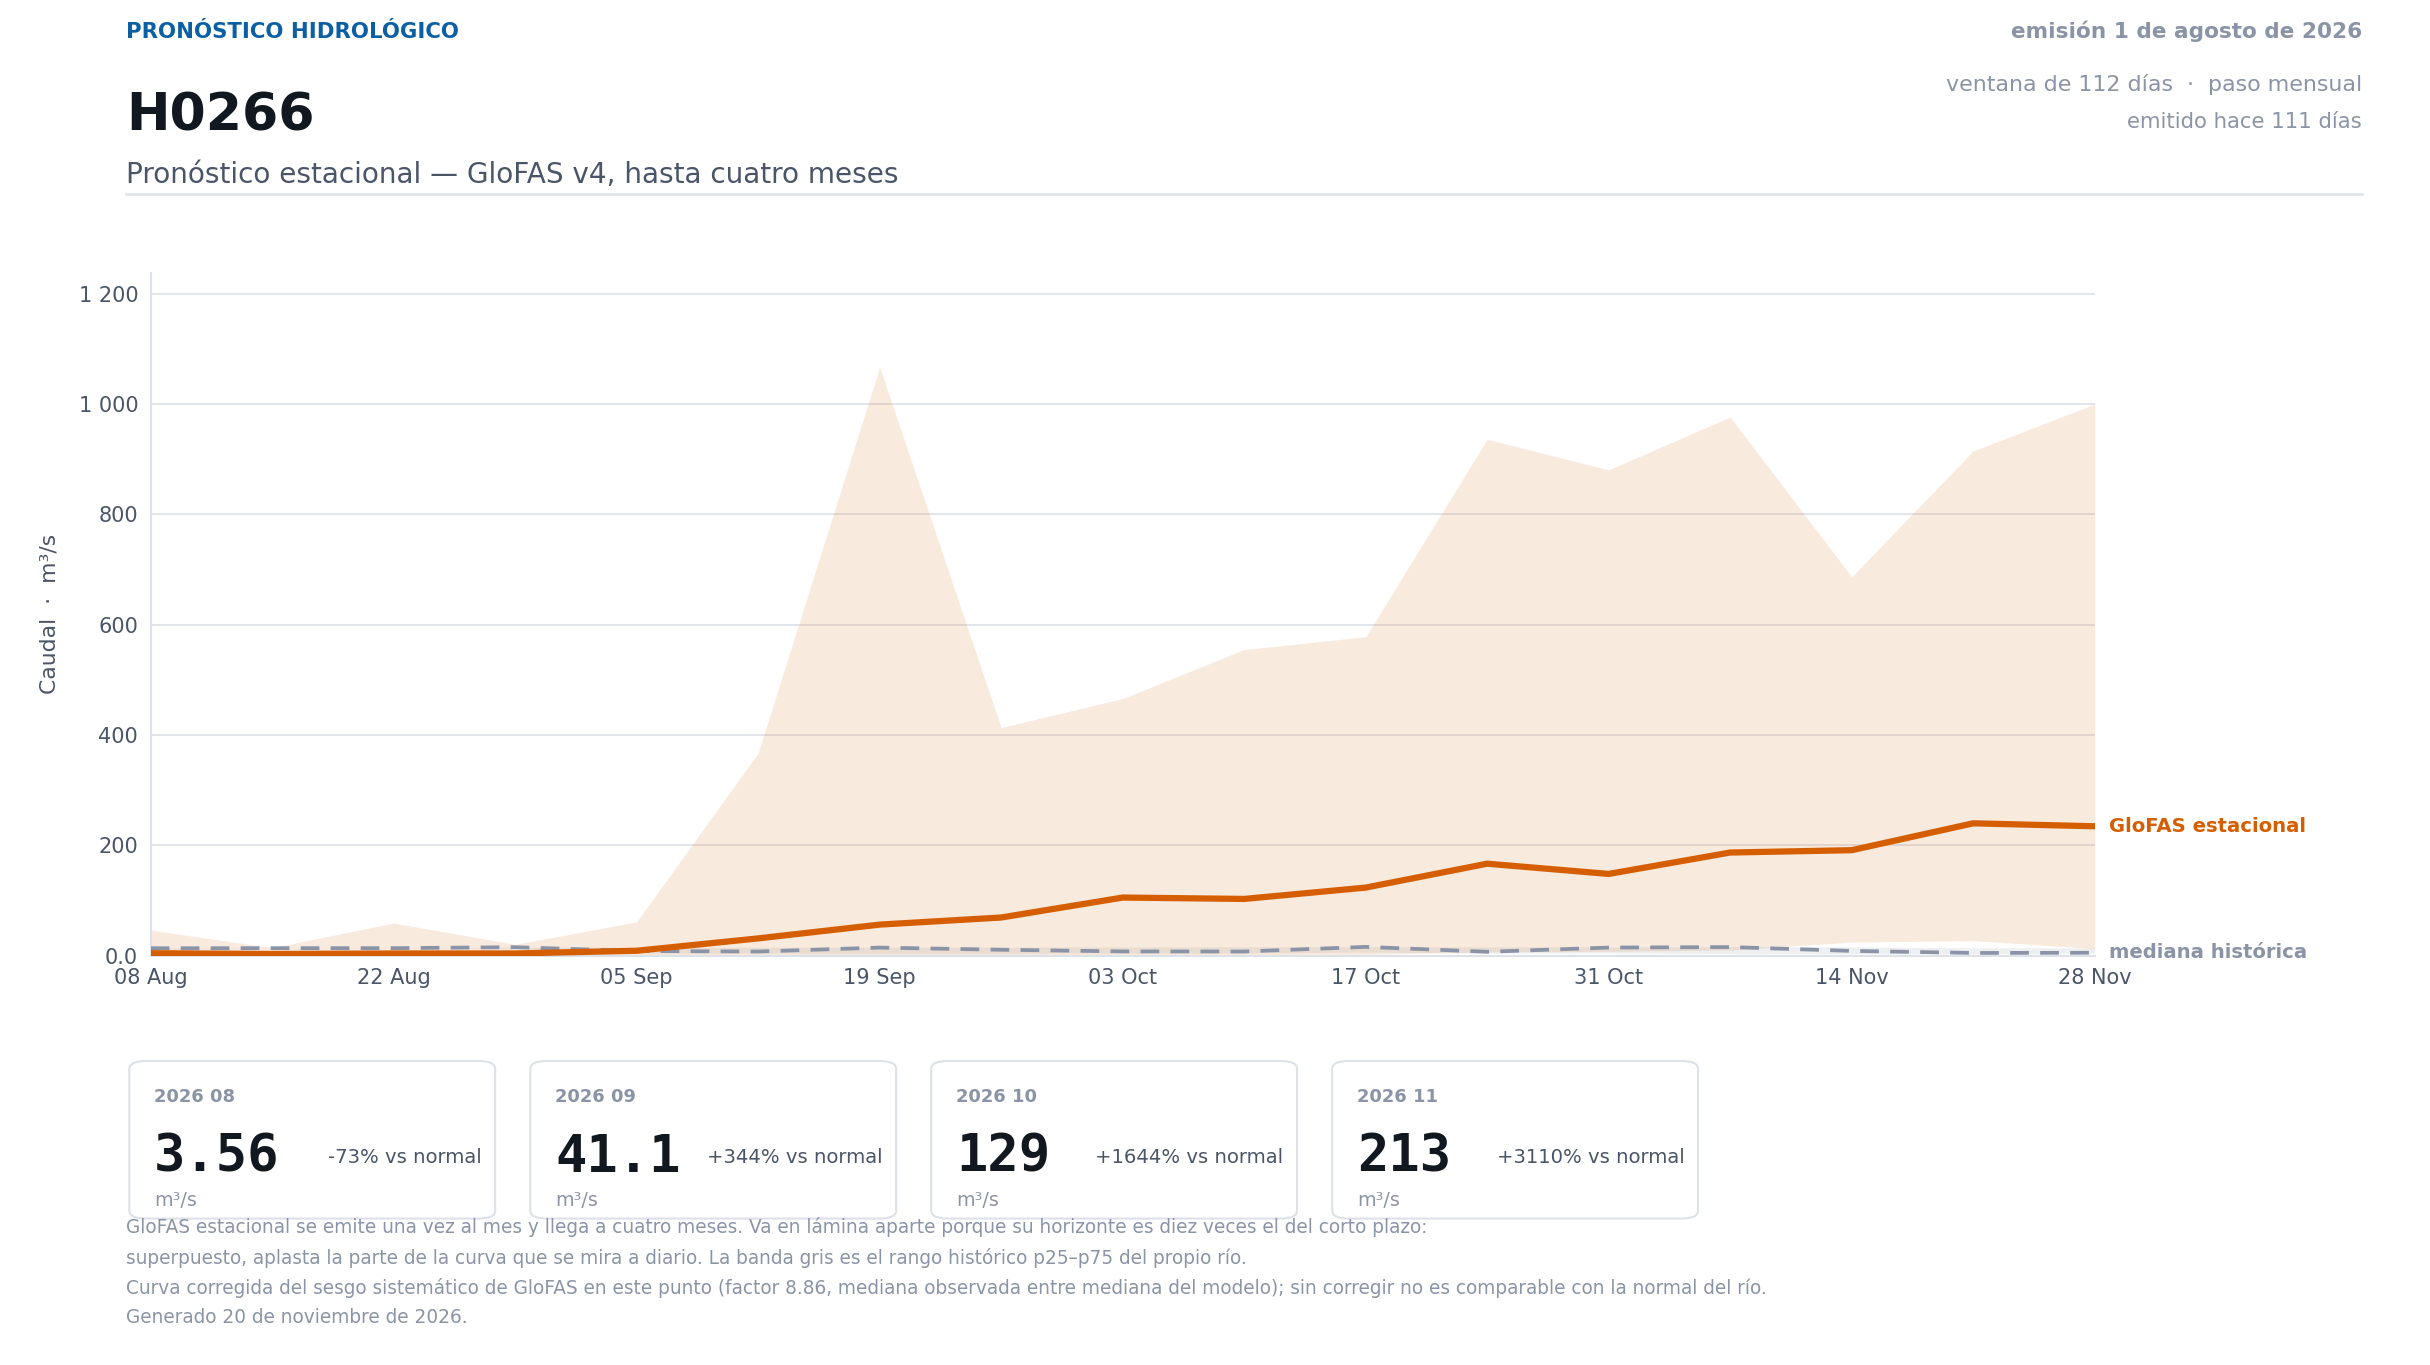 PRONÓSTICO HIDROLÓGICO
emisión 1 de agosto de 2026
H0266
ventana de 112 días · paso mensual
emitido hace 111 días
Pronóstico estacional — GloFAS v4, hasta cuatro meses
1 200
1 000
800
600
400
200
0.0
Caudal · m³/s
GloFAS estacional
mediana histórica
08 Aug 22 Aug 05 Sep 19 Sep 03 Oct 17 Oct 31 Oct 14 Nov 28 Nov
2026 08
3.56 -73% vs normal
m³/s
2026 09
41.1 +344% vs normal
m³/s
2026 10
129 +1644% vs normal
m³/s
2026 11
213 +3110% vs normal
m³/s
GloFAS estacional se emite una vez al mes y llega a cuatro meses. Va en lámina aparte porque su horizonte es diez veces el del corto plazo:
superpuesto, aplasta la parte de la curva que se mira a diario. La banda gris es el rango histórico p25–p75 del propio río.
Curva corregida del sesgo sistemático de GloFAS en este punto (factor 8.86, mediana observada entre mediana del modelo); sin corregir no es comparable con la normal del río.
Generado 20 de noviembre de 2026.